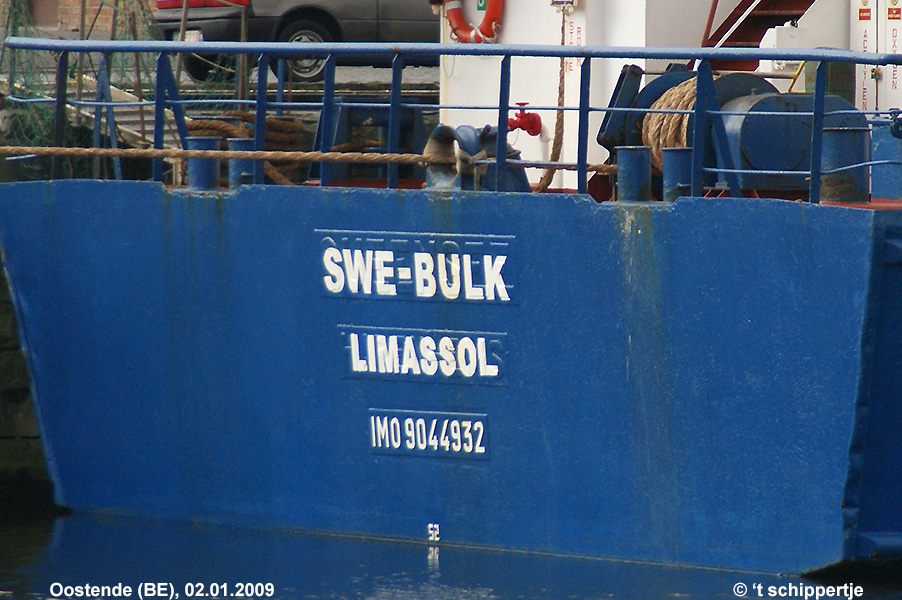 SWE-BULK
LIMASSOL
IMO 9044932
52
Oostende (BE), 02.01.2009
© 't schippertje